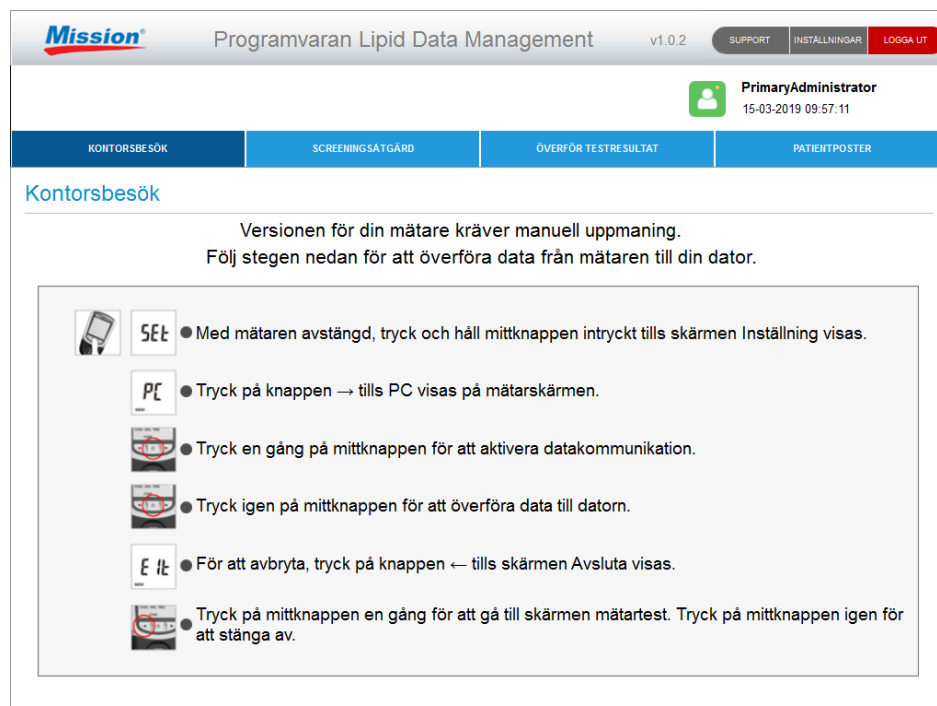 Mission®
Programvaran Lipid Data Management
v1.0.2
SUPPORT
INSTÄLLNINGAR
LOGGA UT
PrimaryAdministrator
15-03-2019 09:57:11
KONTORSBESÖK
SCREENINGSÅTGÄRD
ÖVERFÖR TESTRESULTAT
PATIENTPOSTER
Kontorsbesök
Versionen för din mätare kräver manuell uppmaning.
Följ stegen nedan för att överföra data från mätaren till din dator.
SEt
Med mätaren avstängd, tryck och håll mittknappen intryckt tills skärmen Inställning visas.
PC
Tryck på knappen → tills PC visas på mätarskärmen.
Tryck en gång på mittknappen för att aktivera datakommunikation.
Tryck igen på mittknappen för att överföra data till datorn.
E It
För att avbryta, tryck på knappen ← tills skärmen Avsluta visas.
Tryck på mittknappen en gång för att gå till skärmen mätartest. Tryck på mittknappen igen för
att stänga av.